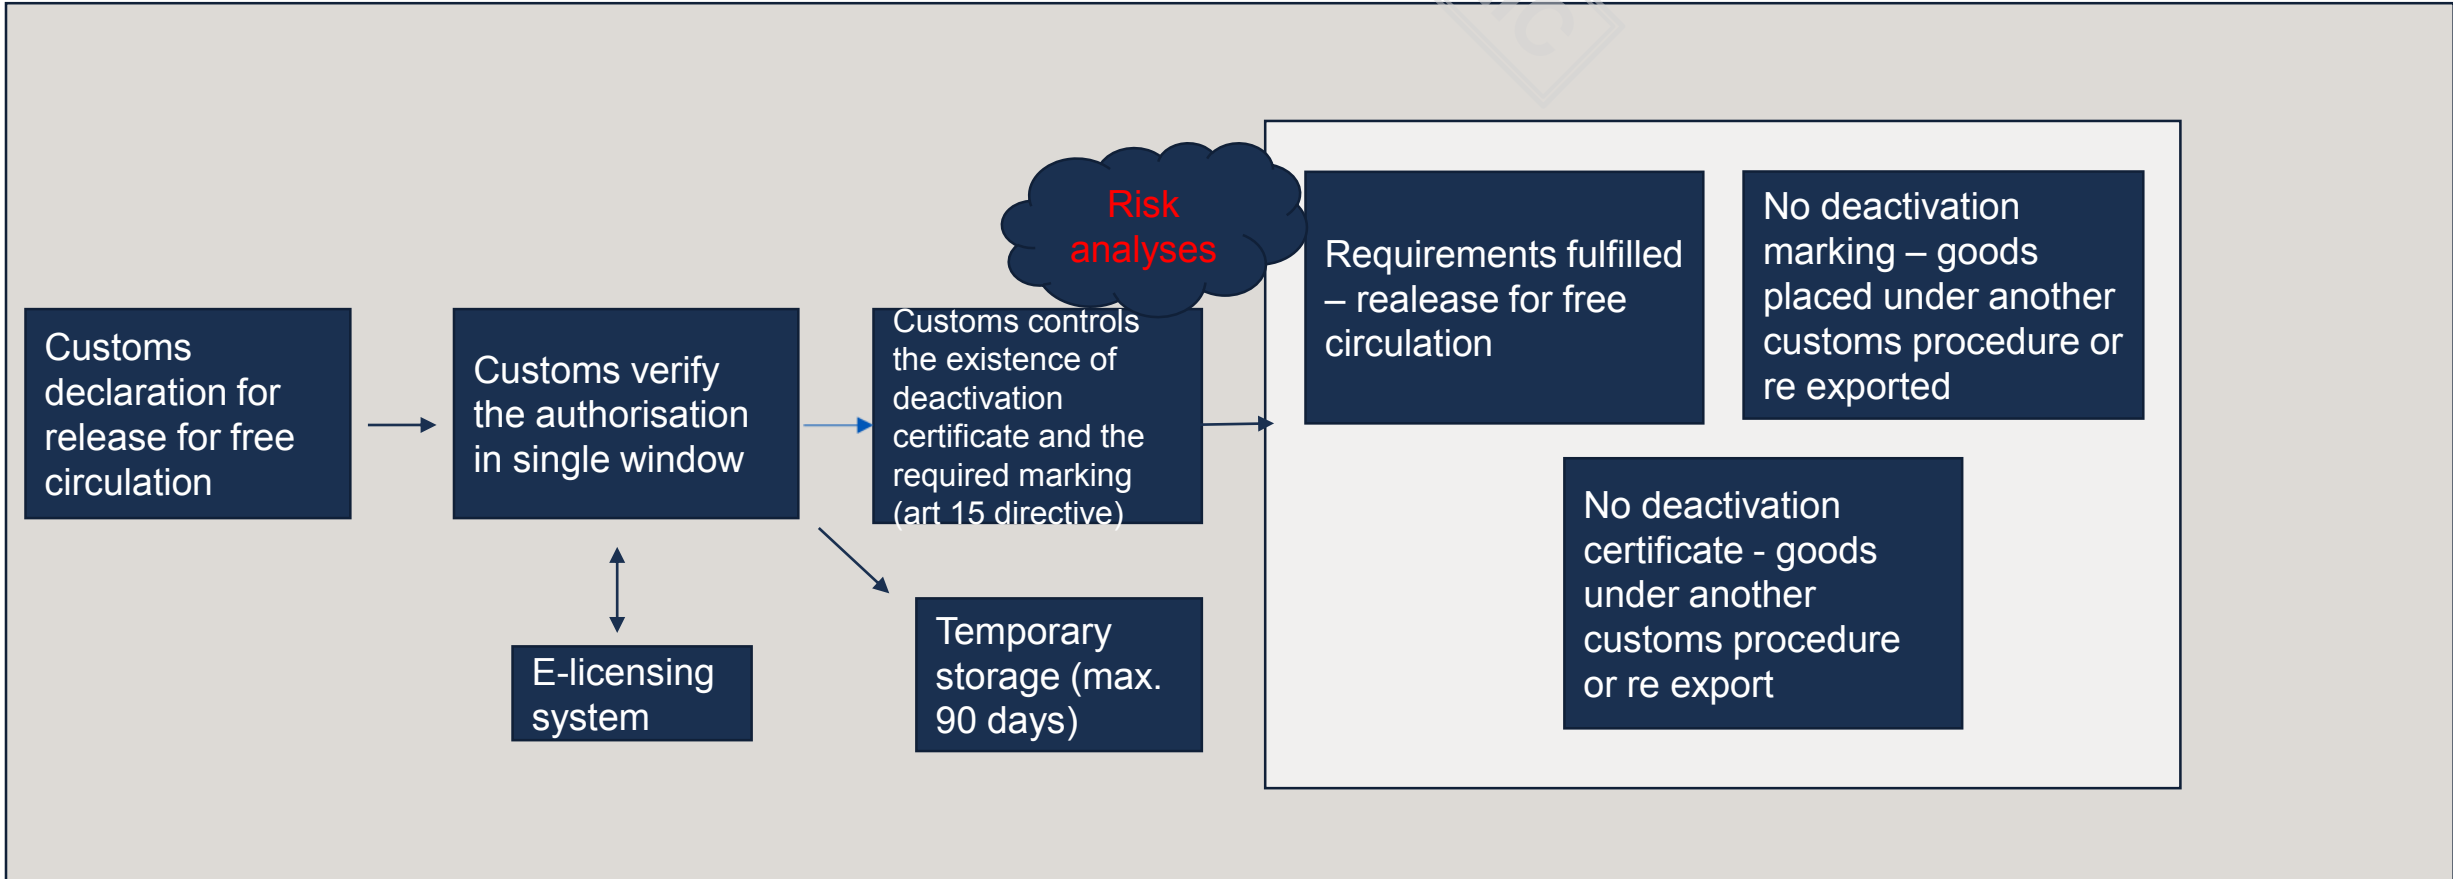 Customs
declaration for
release for free
circulation
Customs verify
the authorisation
in single window
E-licensing
system
Customs controls
the existence of
deactivation
certificate and the
required marking
(art 15 directive)
Temporary
storage (max.
90 days)
Risk
analyses
Requirements fulfilled
– realease for free
circulation
No deactivation
marking – goods
placed under another
customs procedure or
re exported
No deactivation
certificate - goods
under another
customs procedure
or re export